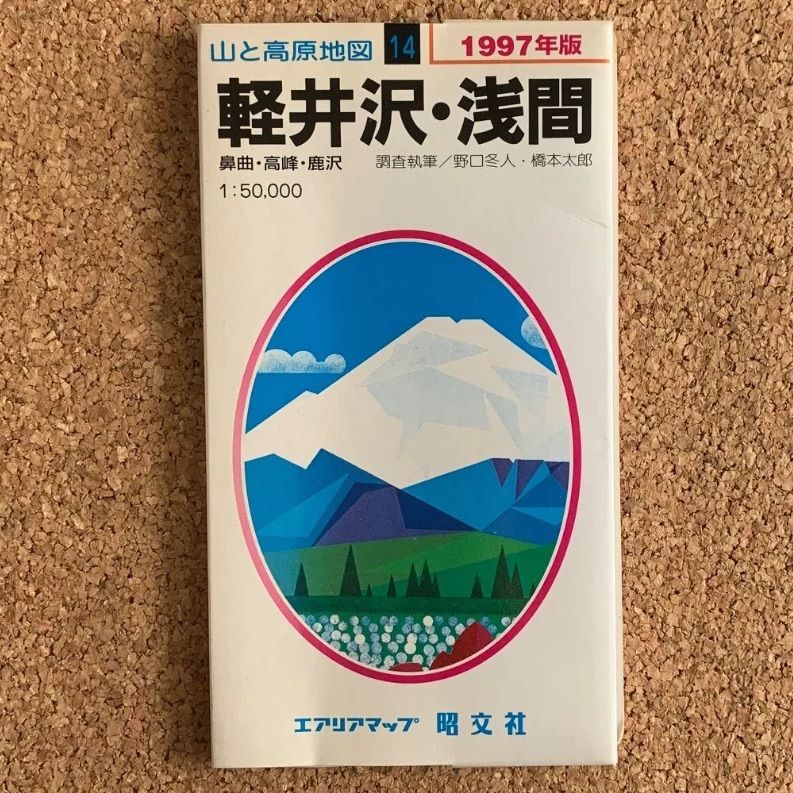 山と高原地図 14 1997年版
軽井沢・浅間
鼻曲・高峰・鹿沢 調査執筆／野口冬人・橋本太郎
1:50,000
エアリアマップ 昭文社